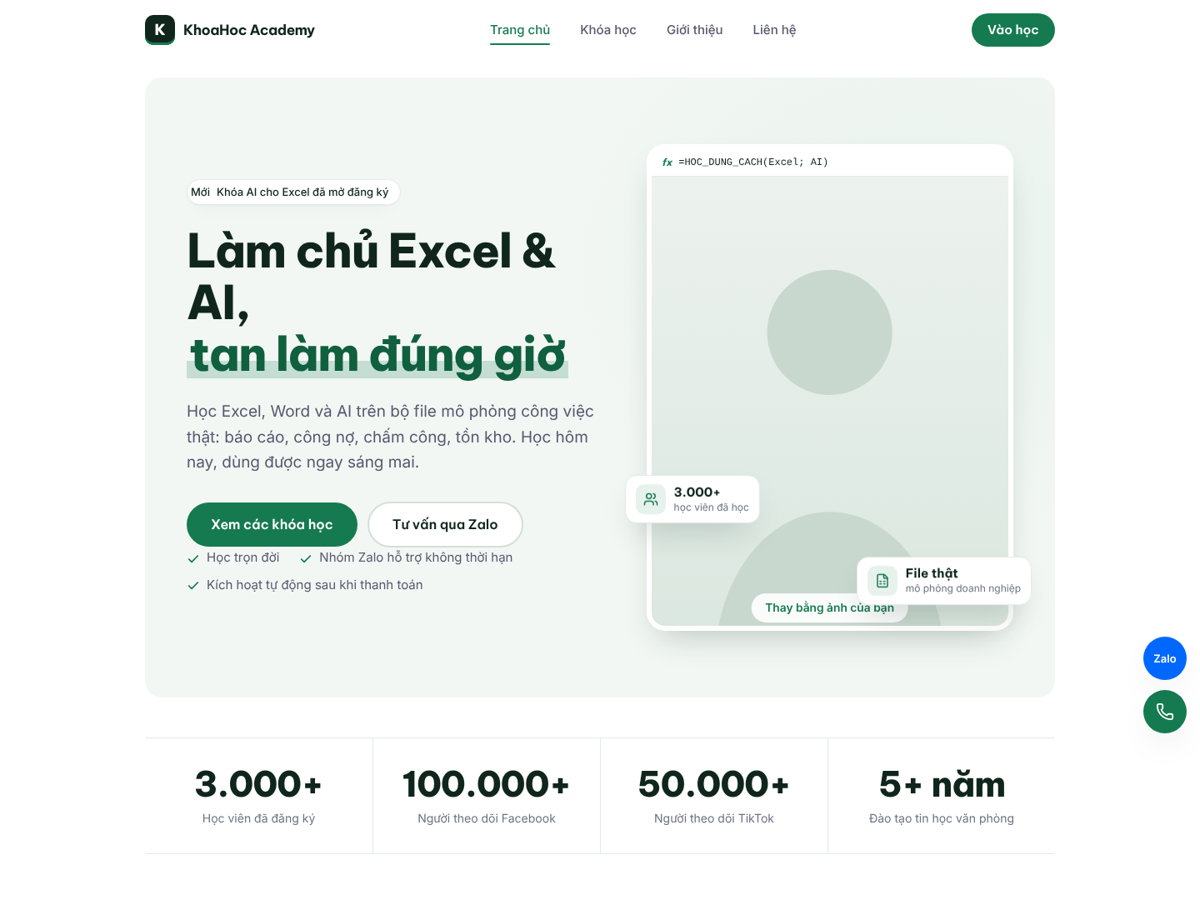 K KhoaHoc Academy
Trang chủ
Khóa học
Giới thiệu
Liên hệ
Vào học
Mới Khóa AI cho Excel đã mở đăng ký
Làm chủ Excel &
AI,
tan làm đúng giờ
Học Excel, Word và AI trên bộ file mô phỏng công việc
thật: báo cáo, công nợ, chấm công, tồn kho. Học hôm
nay, dùng được ngay sáng mai.
Xem các khóa học
Tư vấn qua Zalo
Học trọn đời
Nhóm Zalo hỗ trợ không thời hạn
Kích hoạt tự động sau khi thanh toán
fx =HOC_DUNG_CACH(Excel; AI)
3.000+
học viên đã học
File thật
mô phỏng doanh nghiệp
Thay bằng ảnh của bạn
Zalo
3.000+
Học viên đã đăng ký
100.000+
Người theo dõi Facebook
50.000+
Người theo dõi TikTok
5+ năm
Đào tạo tin học văn phòng